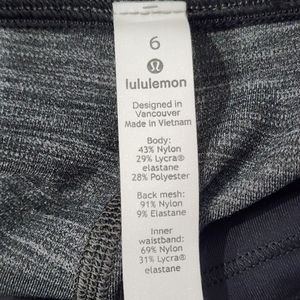 6
lululemon
Designed in
Vancouver
Made in Vietnam
Body:
43% Nylon
29% Lycra®
elastane
28% Polyester
Back mesh:
91% Nylon
9% Elastane
Inner
waistband:
69% Nylon
31% Lycra®
elastane